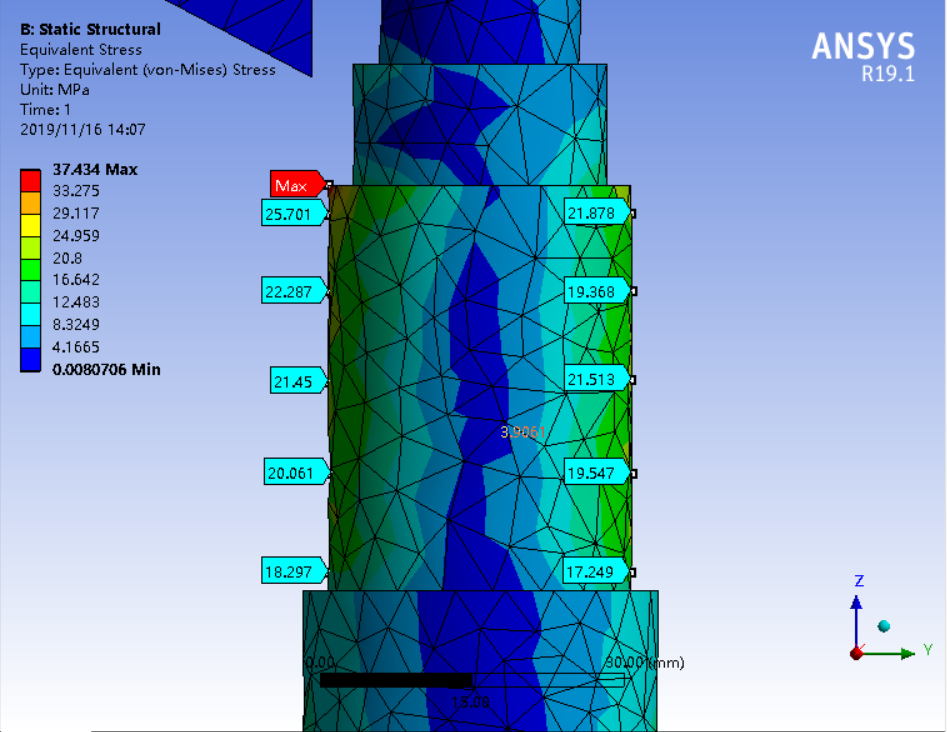 B: Static Structural
Equivalent Stress
Type: Equivalent (von-Mises) Stress
Unit: MPa
Time: 1
2019/11/16 14:07
ANSYS
R19.1
37.434 Max
33.275
29.117
24.959
20.8
16.642
12.483
8.3249
4.1665
0.0080706 Min
Max
25.701
21.878
22.287
19.368
21.45
21.513
3.9061
20.061
19.547
18.297
17.249
0.00
30.00 (mm)
15.00
Z
Y